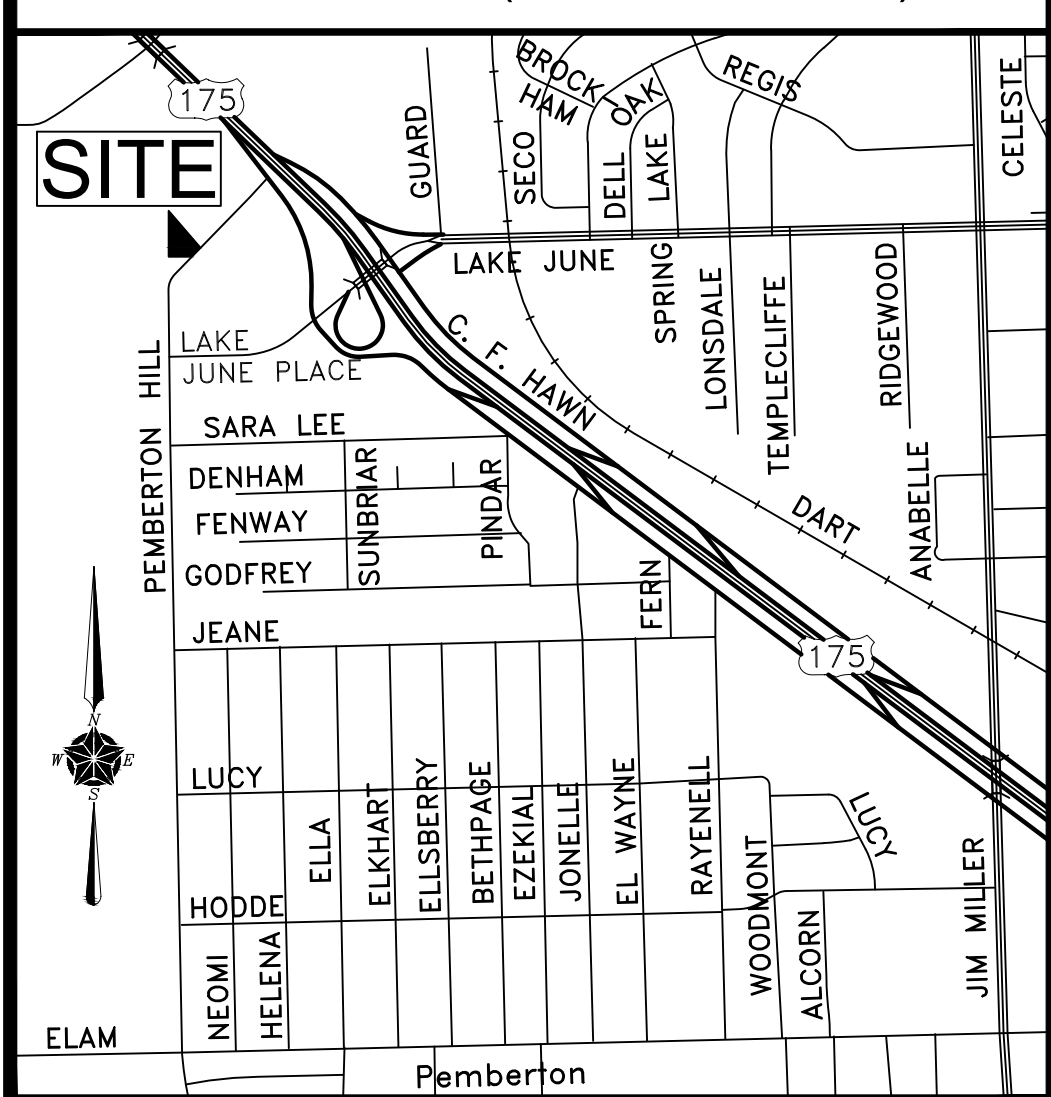 175
SITE
GUARD
SECO
BROCK
HAM
OAK
REGIS
CELESTE
DELL
LAKE
LAKE JUNE
SPRING
LONSDALE
TEMPLECLIFFE
RIDGEWOOD
PEMBERTON HILL
LAKE
JUNE PLACE
C. F. HAWN
SARA LEE
DENHAM
SUNBRIAR
PINDAR
FENWAY
GODFREY
DART
ANABELLE
FERN
JEANE
175
N
W
E
S
LUCY
ELLA
ELKHART
ELLSBERRY
BETHPAGE
EZEKIAL
JONELLE
EL WAYNE
RAYENELL
WOODMONT
LUCY
JIM MILLER
HODDE
NEOMI
HELENA
ALCORN
ELAM
Pemberton